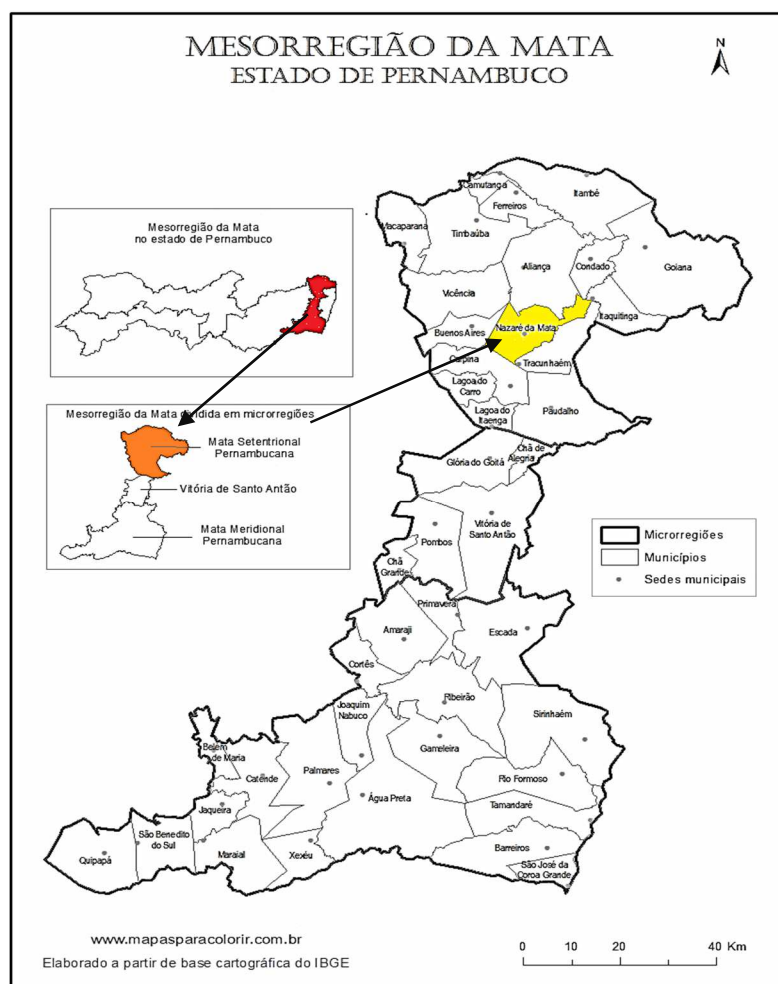 MESORREGIÃO DA MATA
ESTADO DE PERNAMBUCO
N
Mesorregião da Mata
no estado de Pernambuco
Mesorregião da Mata dividida em microrregiões
Mata Setentrional
Pernambucana
Vitória de Santo Antão
Mata Meridional
Pernambucana
Camutanga
Itambé
Ferreiros
Macaparana
Timbaúba
Aliança
Condado
Goiana
Vicência
Itaquitinga
Buenos Aires
Nazaré da Mata
Carpina
Tracunhaém
Lagoa do
Carro
Lagoa do
Itaenga
Paudalho
Chã de
Alegria
Glória do Goitá
Vitória de
Santo Antão
Pombos
Chã
Grande
Microrregiões
Municípios
Sedes municipais
Primavera
Amaraji
Escada
Cortês
Ribeirão
Joaquim
Nabuco
Sirinhaém
Gameleira
Belém
de Maria
Catende
Palmares
Rio Formoso
Água Preta
Tamandaré
Jaqueira
São Benedito
do Sul
Quipapá
Maraial
Xexéu
Barreiros
São José da
Coroa Grande
www.mapasparacolorir.com.br
Elaborado a partir de base cartográfica do IBGE
0 10 20 40 Km